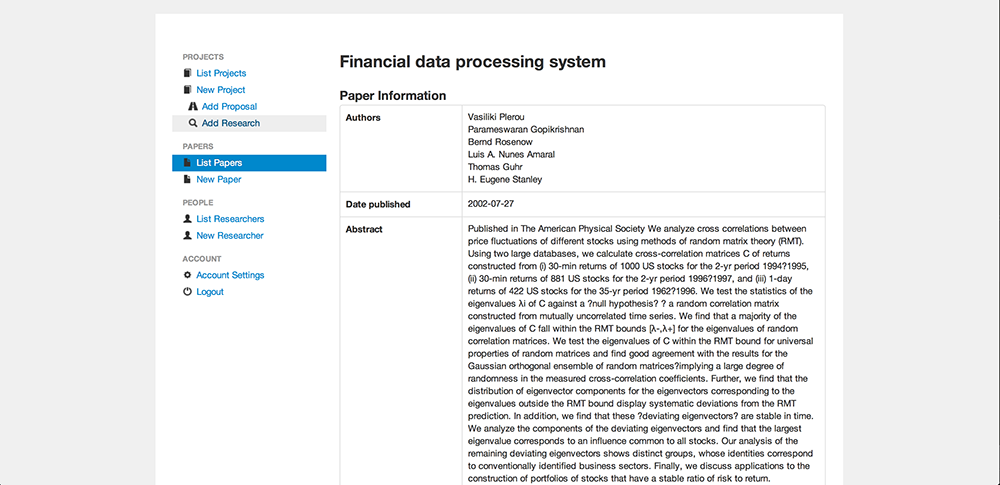 PROJECTS
List Projects
New Project
Add Proposal
Add Research
PAPERS
List Papers
New Paper
PEOPLE
List Researchers
New Researcher
ACCOUNT
Account Settings
Logout
Financial data processing system
Paper Information
Authors
Vasiliki Plerou
Parameswaran Gopikrishnan
Bernd Rosenow
Luis A. Nunes Amaral
Thomas Guhr
H. Eugene Stanley
Date published
2002-07-27
Abstract
Published in The American Physical Society We analyze cross correlations between
price fluctuations of different stocks using methods of random matrix theory (RMT).
Using two large databases, we calculate cross-correlation matrices C of returns
constructed from (i) 30-min returns of 1000 US stocks for the 2-yr period 1994?1995,
(ii) 30-min returns of 881 US stocks for the 2-yr period 1996?1997, and (iii) 1-day
returns of 422 US stocks for the 35-yr period 1962?1996. We test the statistics of the
eigenvalues λi of C against a ?null hypothesis? ? a random correlation matrix
constructed from mutually uncorrelated time series. We find that a majority of the
eigenvalues of C fall within the RMT bounds [λ-,λ+] for the eigenvalues of random
correlation matrices. We test the eigenvalues of C within the RMT bound for universal
properties of random matrices and find good agreement with the results for the
Gaussian orthogonal ensemble of random matrices?implying a large degree of
randomness in the measured cross-correlation coefficients. Further, we find that the
distribution of eigenvector components for the eigenvectors corresponding to the
eigenvalues outside the RMT bound display systematic deviations from the RMT
prediction. In addition, we find that these ?deviating eigenvectors? are stable in time.
We analyze the components of the deviating eigenvectors and find that the largest
eigenvalue corresponds to an influence common to all stocks. Our analysis of the
remaining deviating eigenvectors shows distinct groups, whose identities correspond
to conventionally identified business sectors. Finally, we discuss applications to the
construction of portfolios of stocks that have a stable ratio of risk to return.